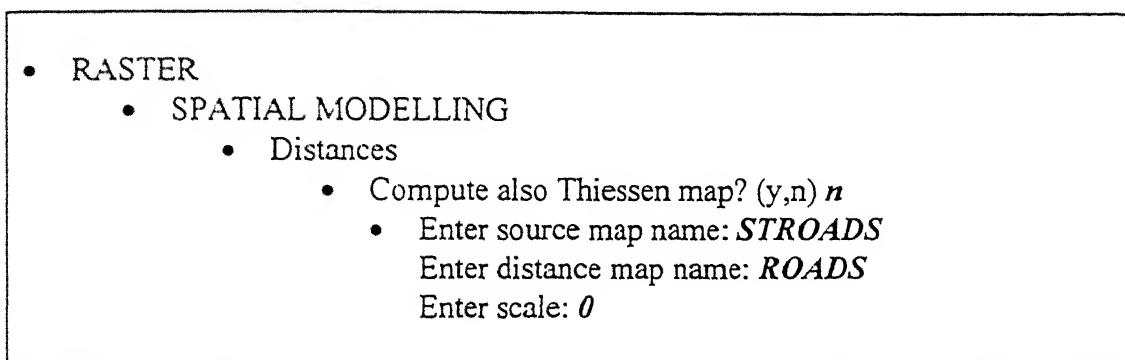 • RASTER
• SPATIAL MODELLING
• Distances
• Compute also Thiessen map? (y,n) n
• Enter source map name: STROADS
Enter distance map name: ROADS
Enter scale: 0